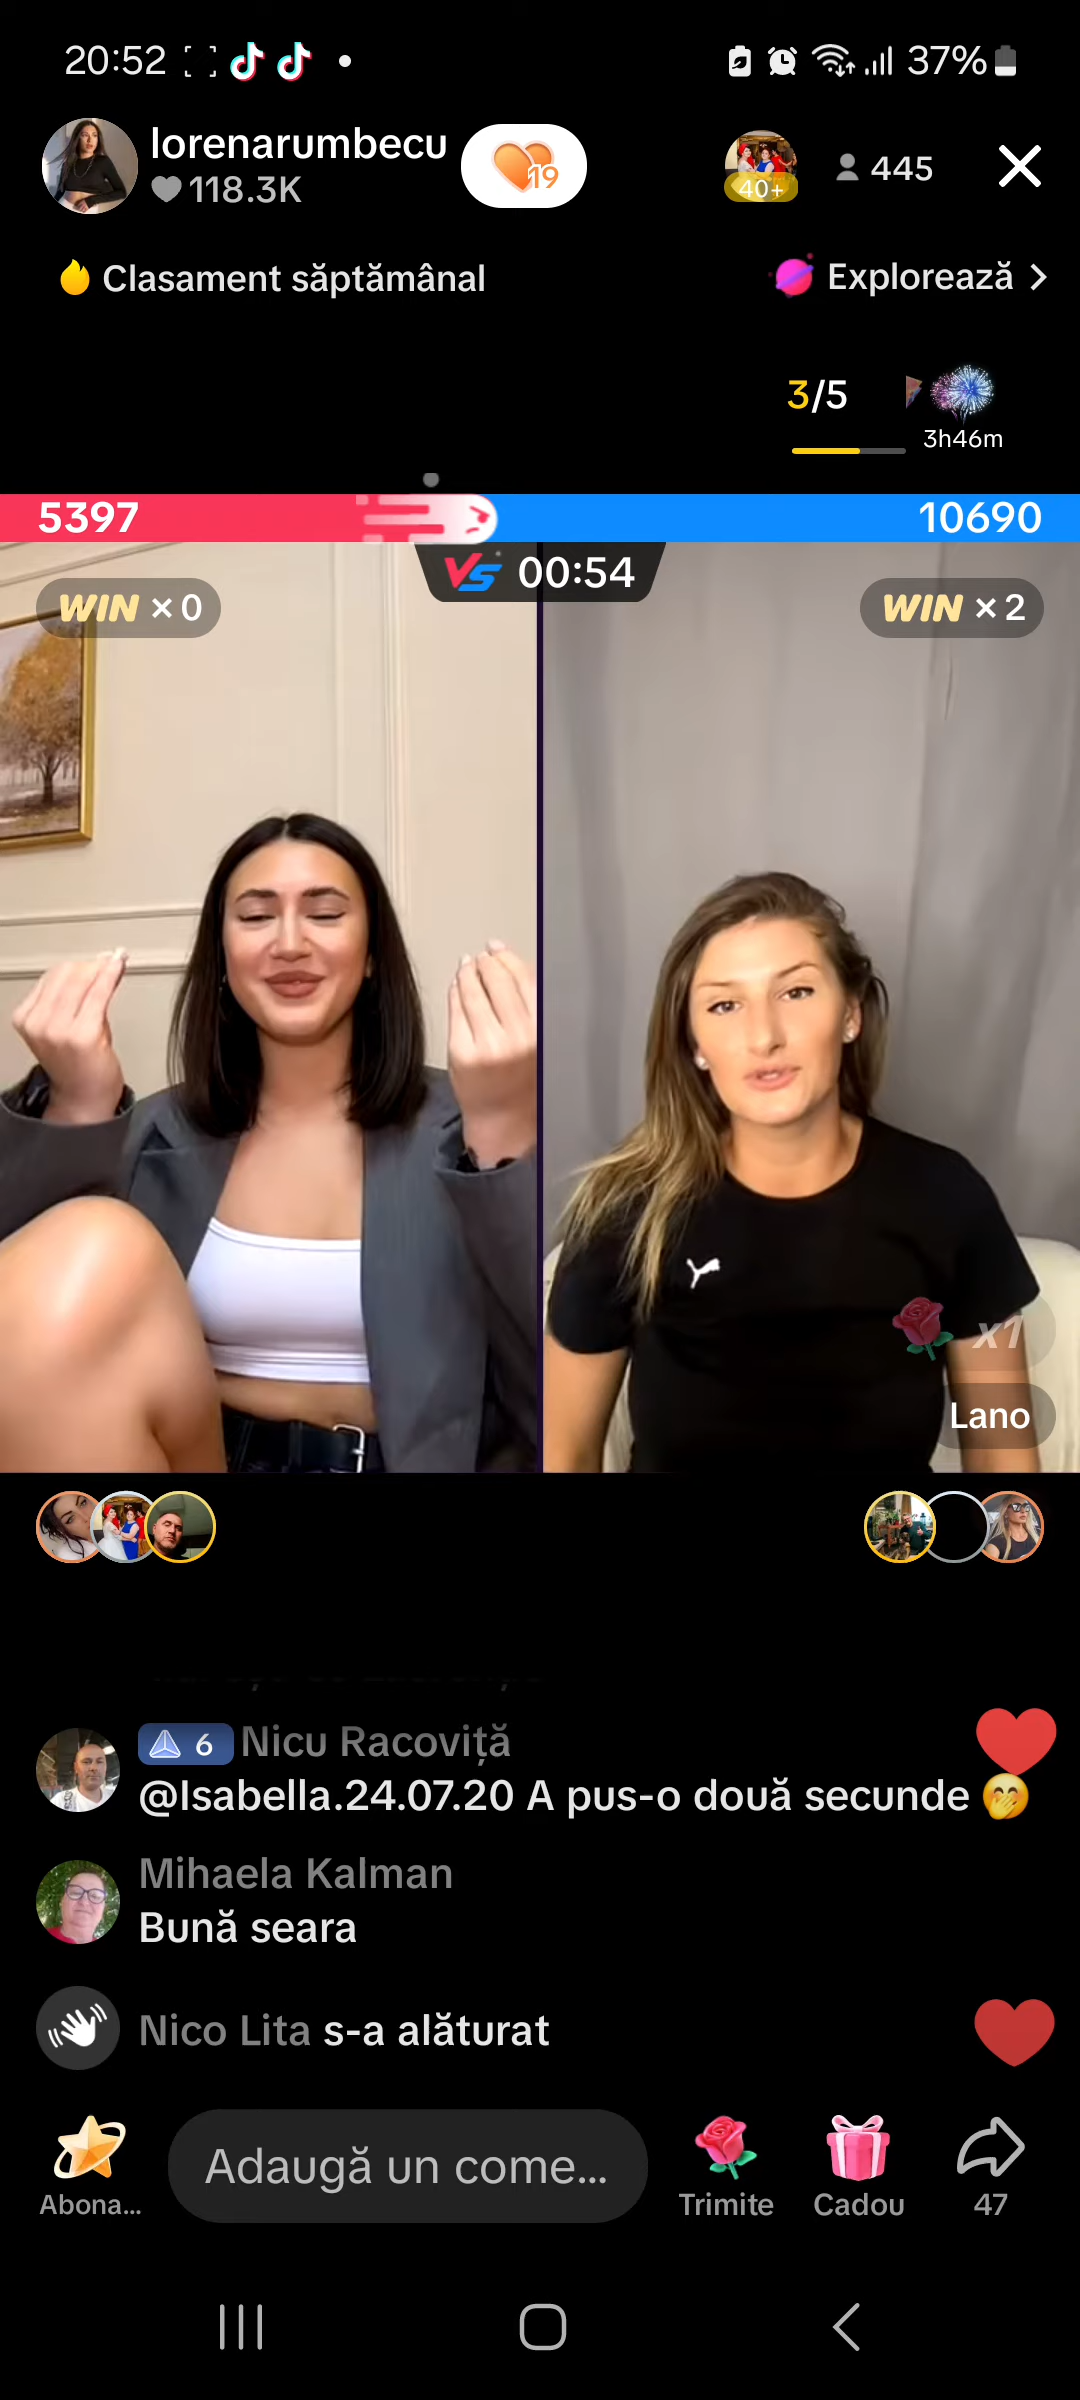 20:52
37%
lorenarumbecu
118.3K
19
40+
445
Clasament săptămânal
Explorează
3/5
3h46m
5397
10690
VS 00:54
WIN ×0
WIN ×2
x1
Lano
6 Nicu Racoviță
@Isabella.24.07.20 A pus-o două secunde
Mihaela Kalman
Bună seara
Nico Lita s-a alăturat
Abona...
Adaugă un come...
Trimite
Cadou
47